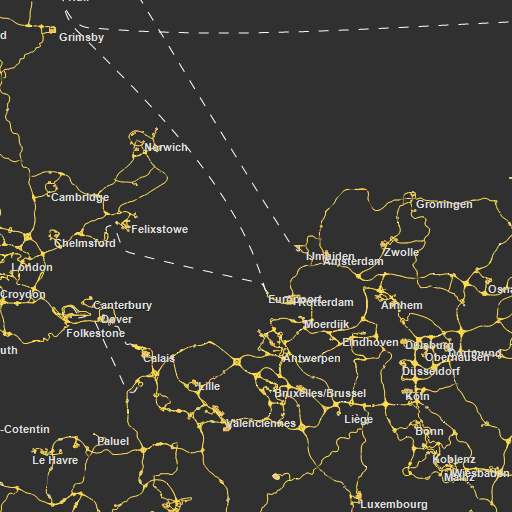 Grimsby
Norwich
Cambridge
Groningen
Felixstowe
Chelmsford
IJmuiden
Zwolle
Amsterdam
London
Croydon
Canterbury
Europoort
Rotterdam
Arnhem
Dover
Folkestone
Moerdijk
Eindhoven
Duisburg
Dortmund
Oberhausen
Calais
Antwerpen
Düsseldorf
Lille
Bruxelles/Brussel
Köln
Valenciennes
Liège
-Cotentin
Bonn
Paluel
Le Havre
Koblenz
Wiesbaden
Mainz
Luxembourg